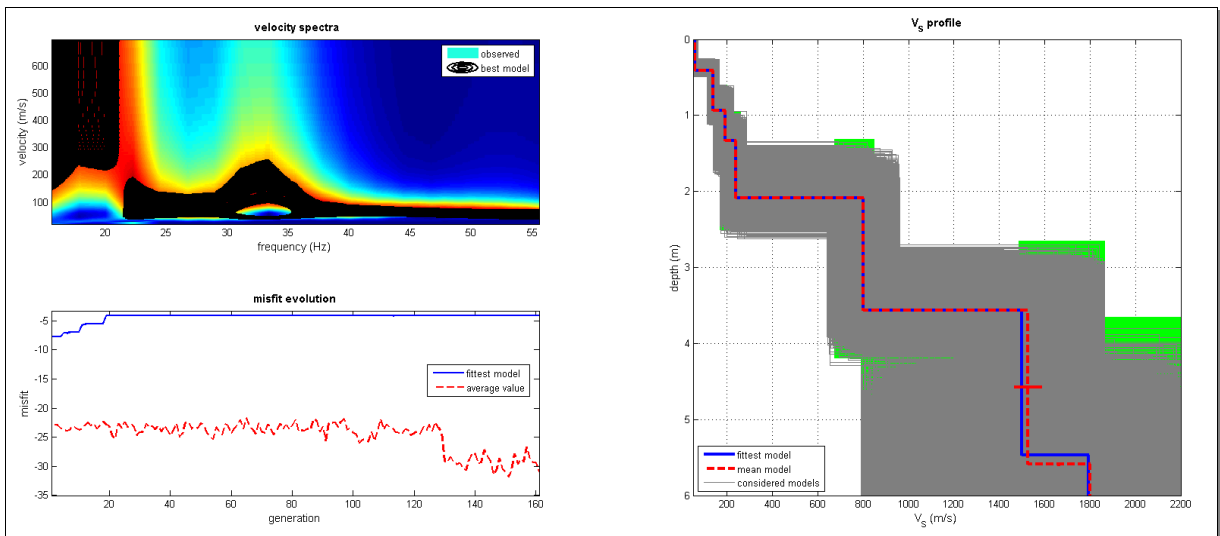 velocity spectra
velocity (m/s)
600
500
400
300
200
100
observed
best model
20 25 30 35 40 45 50 55
frequency (Hz)
misfit evolution
misfit
-5
-10
-15
-20
-25
-30
-35
fittest model
average value
20 40 60 80 100 120 140 160
generation
VS profile
depth (m)
0
1
2
3
4
5
6
fittest model
mean model
considered models
200 400 600 800 1000 1200 1400 1600 1800 2000 2200
VS (m/s)